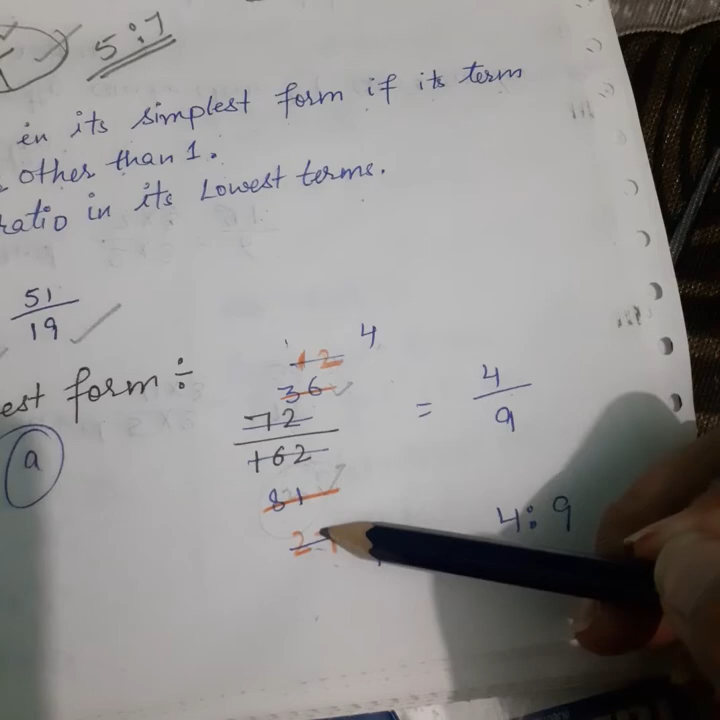 5:7
in its simplest form if its term
other than 1.
ratio in its Lowest terms.
51
19
est form ÷
a
4
12
36
72
162
81
27
= 4
9
4:9